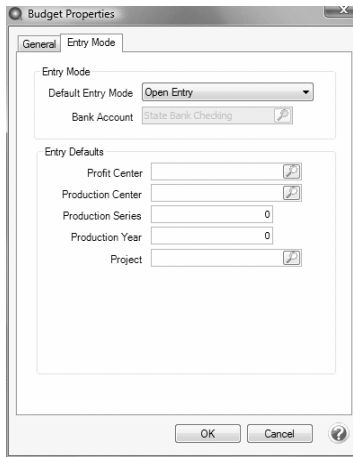 Budget Properties
General Entry Mode
Entry Mode
Default Entry Mode Open Entry
Bank Account State Bank Checking
Entry Defaults
Profit Center
Production Center
Production Series 0
Production Year 0
Project
OK Cancel ?